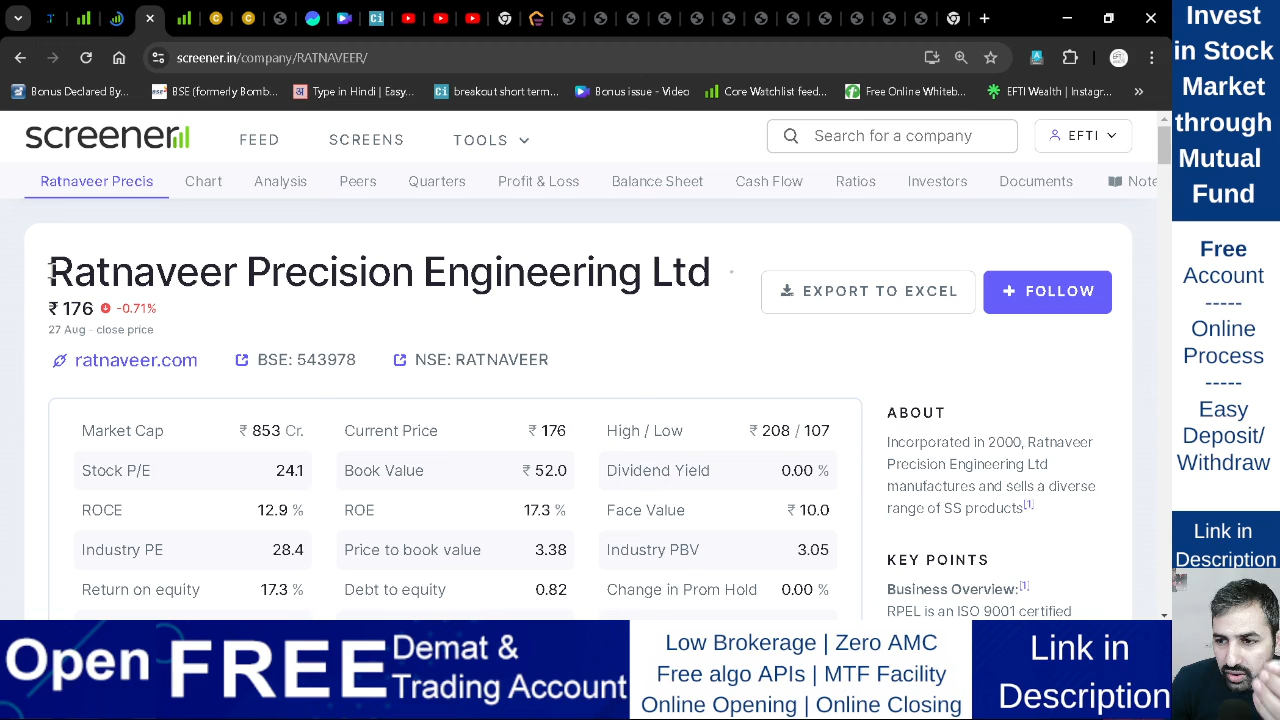 screener.in/company/RATNAVEER/
Bonus Declared By...
BSE (formerly Bomb...
Type in Hindi | Easy...
breakout short term...
Bonus issue - Video
Core Watchlist feed...
Free Online Whiteb...
EFTI Wealth | Instagr...
screener
FEED
SCREENS
TOOLS
Search for a company
EFTI
Ratnaveer Precis
Chart
Analysis
Peers
Quarters
Profit & Loss
Balance Sheet
Cash Flow
Ratios
Investors
Documents
Note
Ratnaveer Precision Engineering Ltd
EXPORT TO EXCEL
+ FOLLOW
₹ 176 -0.71%
27 Aug - close price
ratnaveer.com
BSE: 543978
NSE: RATNAVEER
Market Cap ₹ 853 Cr.
Current Price ₹ 176
High / Low ₹ 208 / 107
Stock P/E 24.1
Book Value ₹ 52.0
Dividend Yield 0.00 %
ROCE 12.9 %
ROE 17.3 %
Face Value ₹ 10.0
Industry PE 28.4
Price to book value 3.38
Industry PBV 3.05
Return on equity 17.3 %
Debt to equity 0.82
Change in Prom Hold 0.00 %
ABOUT
Incorporated in 2000, Ratnaveer
Precision Engineering Ltd
manufactures and sells a diverse
range of SS products[1]
KEY POINTS
Business Overview:[1]
RPEL is an ISO 9001 certified
Invest
in Stock
Market
through
Mutual
Fund
Free
Account
-----
Online
Process
-----
Easy
Deposit/
Withdraw
Link in
Description
Open FREE Demat &
Trading Account
Low Brokerage | Zero AMC
Free algo APIs | MTF Facility
Online Opening | Online Closing
Link in
Description